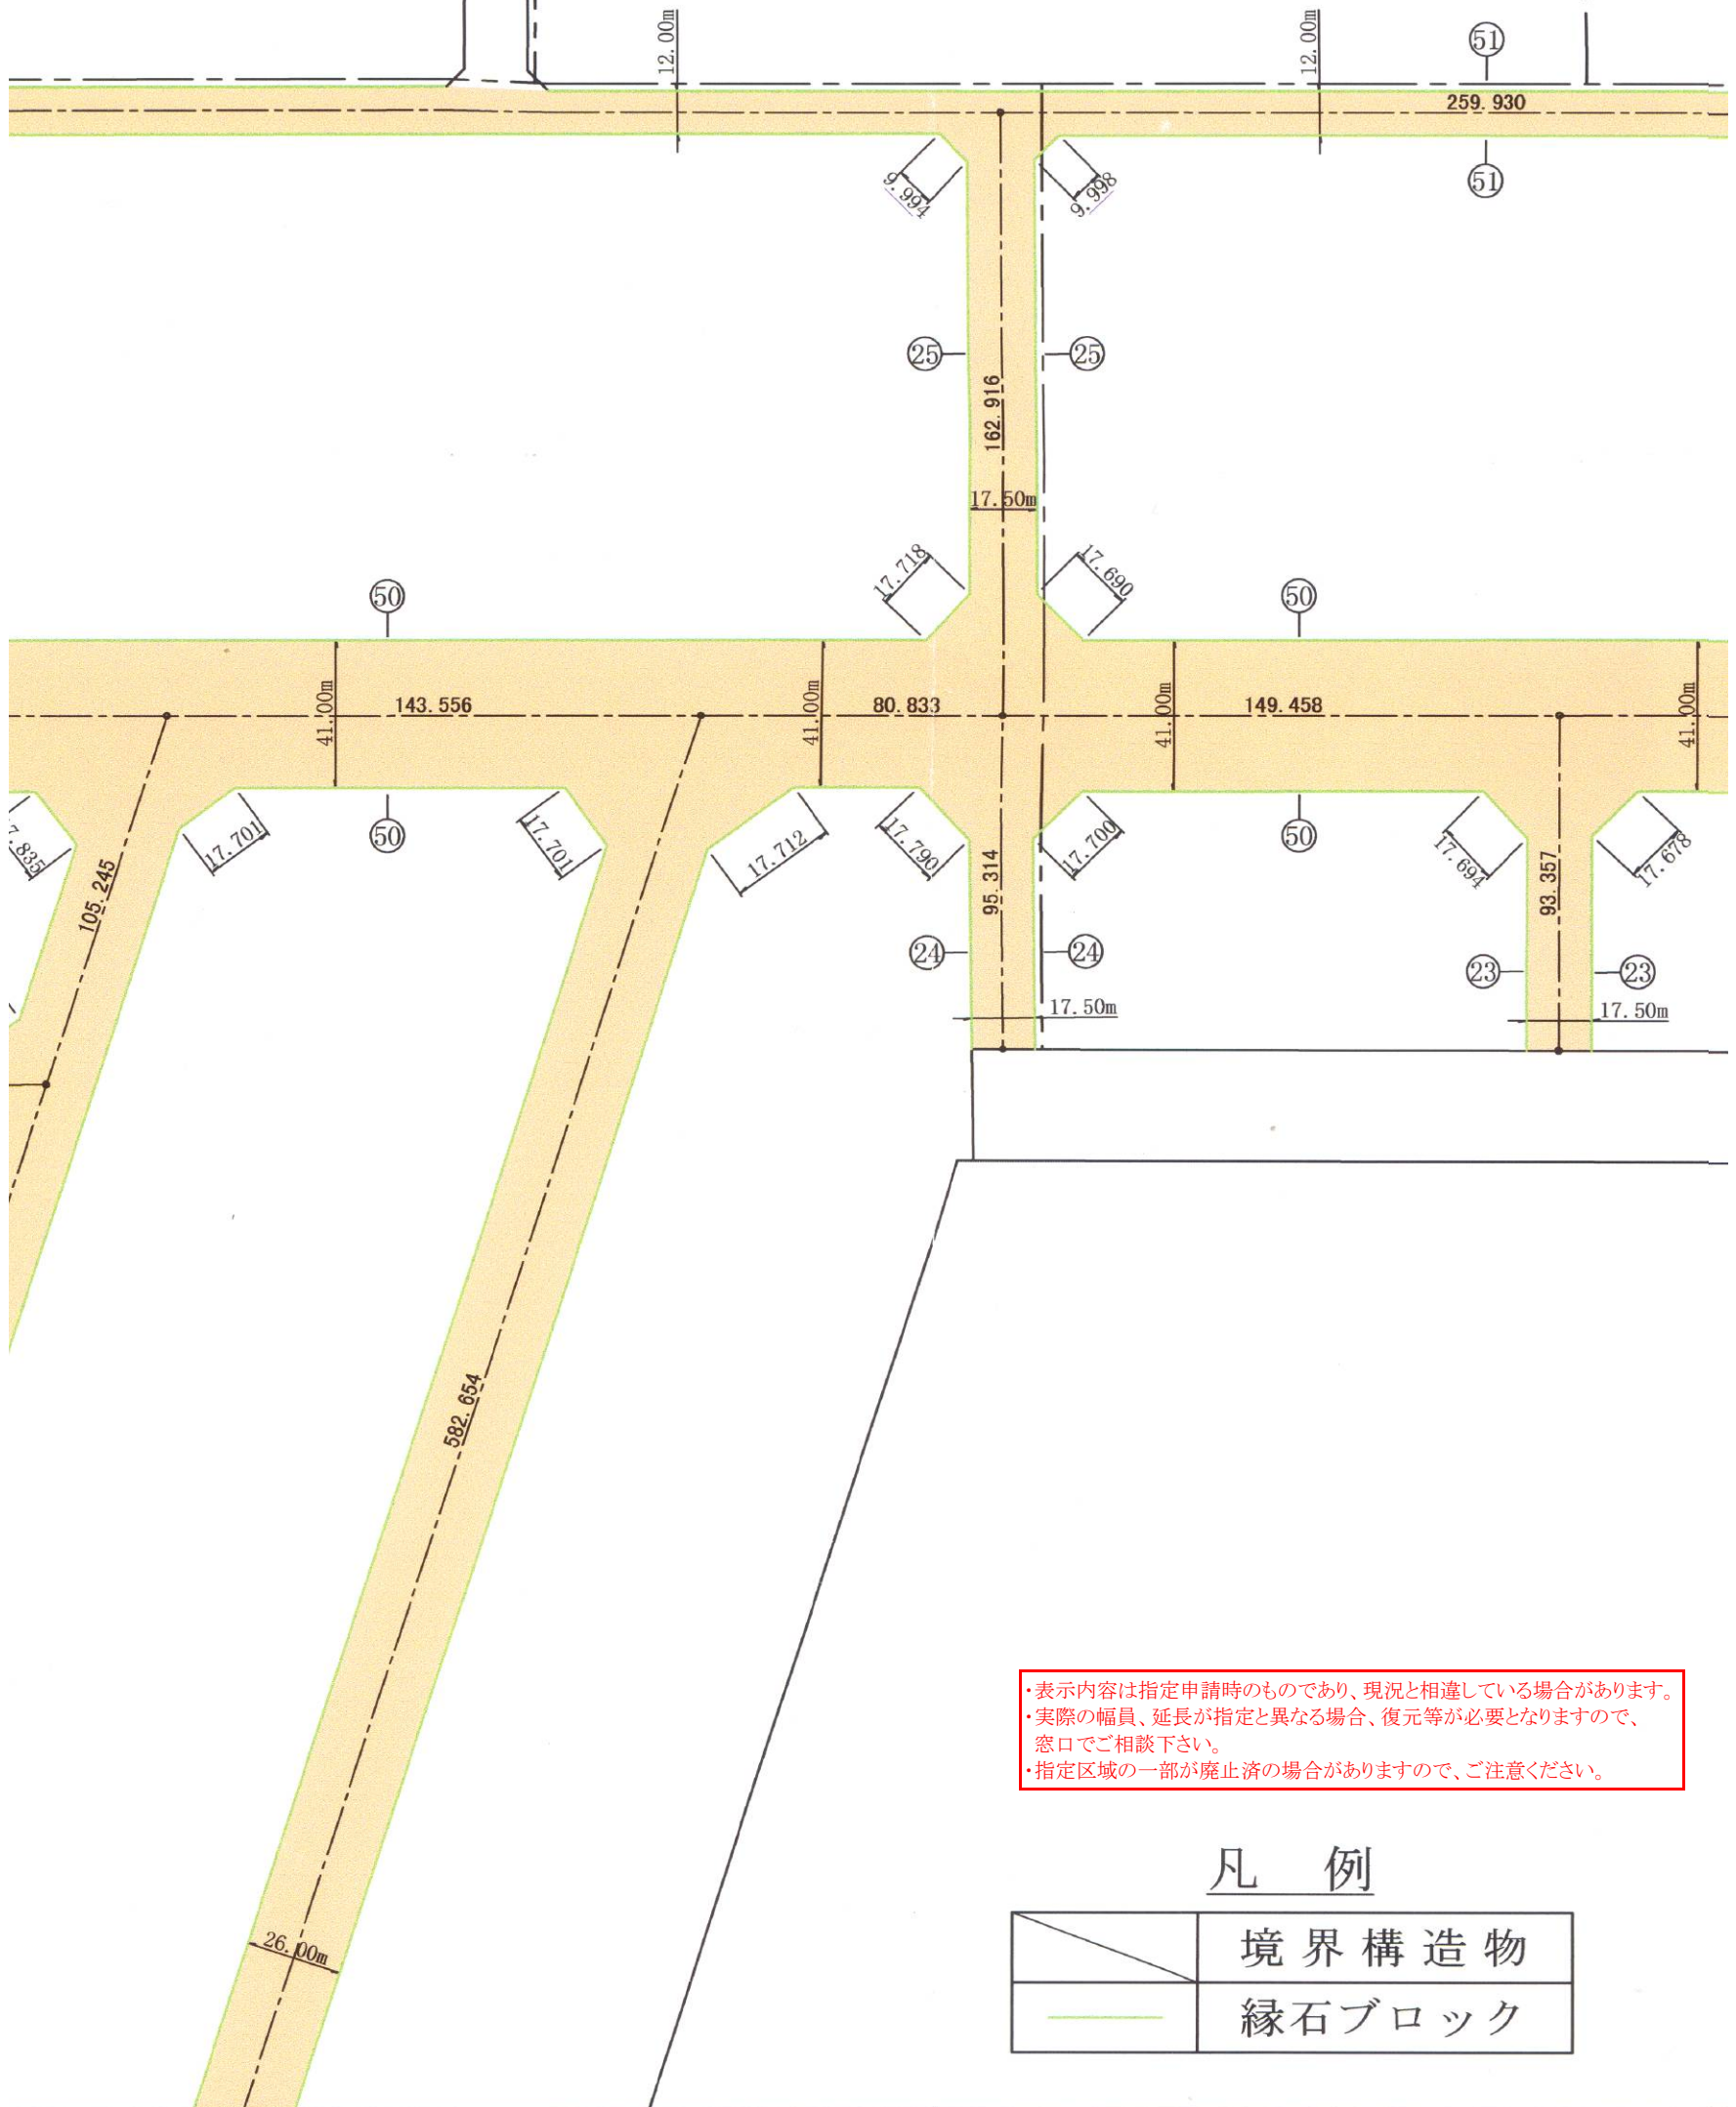 12.00m
12.00m
51
259.930
51
9.994
9.998
25
25
162.916
17.50m
17.718
17.690
50
50
41.00m
143.556
41.00m
80.833
41.00m
149.458
41.00m
7.835
17.701
50
17.701
17.712
17.790
17.700
50
17.694
17.678
105.245
95.314
93.357
24
24
23
23
17.50m
17.50m
582.654
26.00m
・表示内容は指定申請時のものであり、現況と相違している場合があります。
・実際の幅員、延長が指定と異なる場合、復元等が必要となりますので、
窓口でご相談下さい。
・指定区域の一部が廃止済の場合がありますので、ご注意ください。
凡 例
境界構造物
縁石ブロック